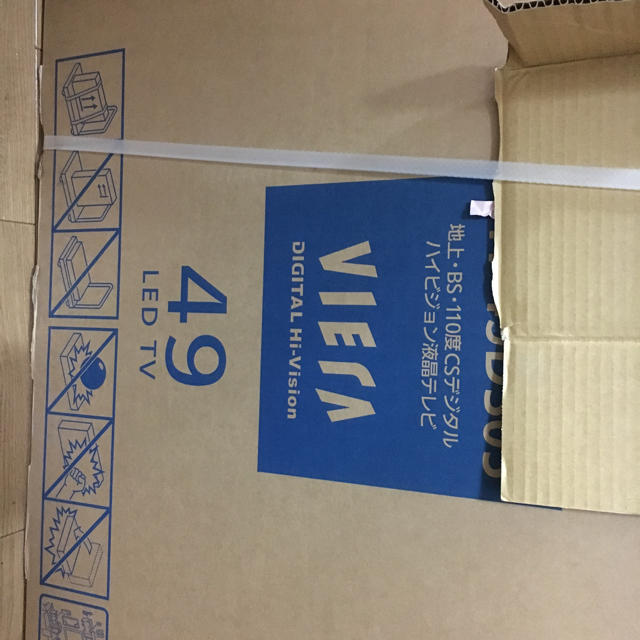 地上・BS・110度CSデジタル
ハイビジョン液晶テレビ
VIERA
DIGITAL Hi-Vision
49
LED TV